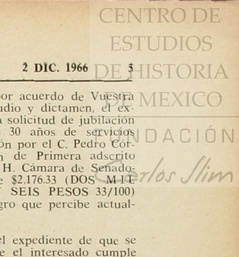 CENTRO DE
ESTUDIOS
DE HISTORIA
DE MEXICO
FUNDACIÓN
Carlos Slim
2 DIC. 1966 3
por acuerdo de Vuestra
udio y dictamen, el ex-
a solicitud de jubilación
30 años de servicios
ón por el C. Pedro Cor-
n de Primera adscrito
H. Cámara de Senado-
$2,176.33 (DOS MIL
SEIS PESOS 33/100)
gro que percibe actual-
el expediente de que se
e el interesado cumple